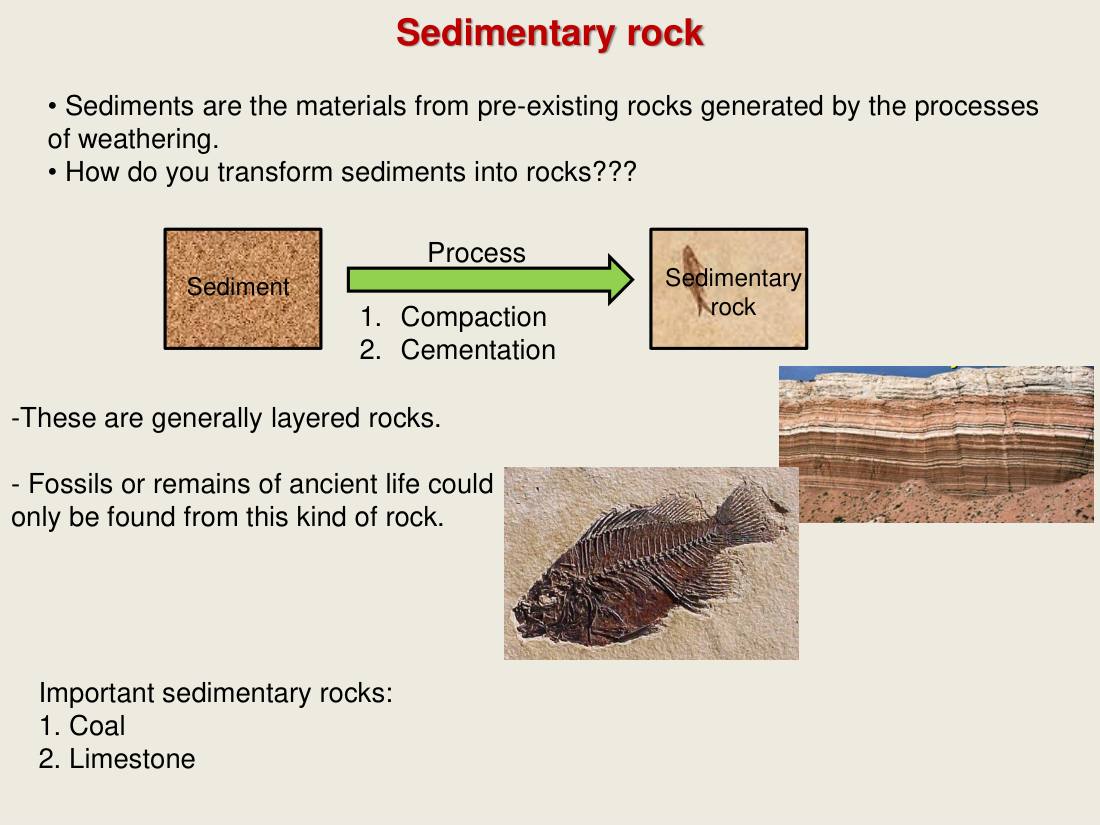 Sedimentary rock
• Sediments are the materials from pre-existing rocks generated by the processes
of weathering.
• How do you transform sediments into rocks???
Sediment
Process
1. Compaction
2. Cementation
Sedimentary
rock
-These are generally layered rocks.
- Fossils or remains of ancient life could
only be found from this kind of rock.
Important sedimentary rocks:
1. Coal
2. Limestone